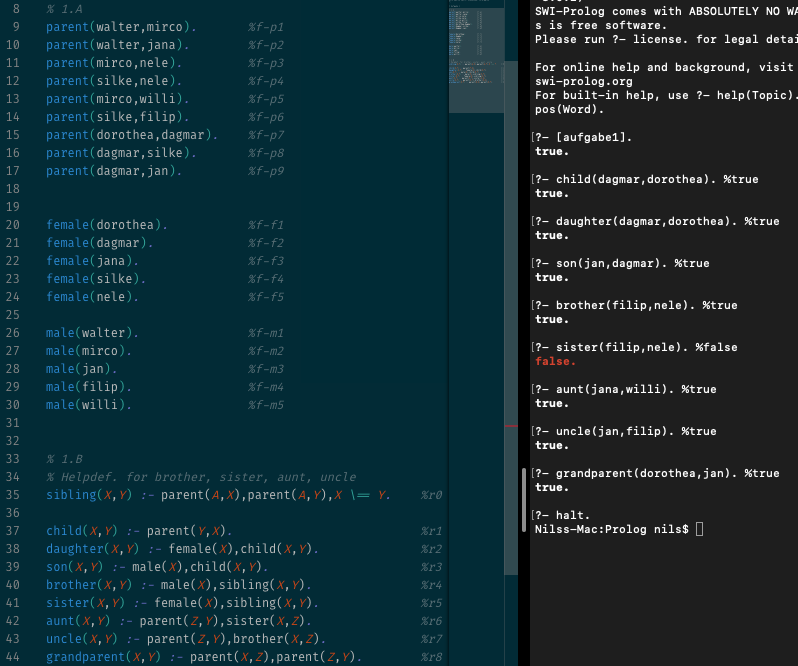 8 % 1.A
9 parent(walter,mirco). %f-p1
10 parent(walter,jana). %f-p2
11 parent(mirco,nele). %f-p3
12 parent(silke,nele). %f-p4
13 parent(mirco,willi). %f-p5
14 parent(silke,filip). %f-p6
15 parent(dorothea,dagmar). %f-p7
16 parent(dagmar,silke). %f-p8
17 parent(dagmar,jan). %f-p9
18
19
20 female(dorothea). %f-f1
21 female(dagmar). %f-f2
22 female(jana). %f-f3
23 female(silke). %f-f4
24 female(nele). %f-f5
25
26 male(walter). %f-m1
27 male(mirco). %f-m2
28 male(jan). %f-m3
29 male(filip). %f-m4
30 male(willi). %f-m5
31
32
33 % 1.B
34 % Helpdef. for brother, sister, aunt, uncle
35 sibling(X,Y) :- parent(A,X),parent(A,Y),X \== Y. %r0
36
37 child(X,Y) :- parent(Y,X). %r1
38 daughter(X,Y) :- female(X),child(X,Y). %r2
39 son(X,Y) :- male(X),child(X,Y). %r3
40 brother(X,Y) :- male(X),sibling(X,Y). %r4
41 sister(X,Y) :- female(X),sibling(X,Y). %r5
42 aunt(X,Y) :- parent(Z,Y),sister(X,Z). %r6
43 uncle(X,Y) :- parent(Z,Y),brother(X,Z). %r7
44 grandparent(X,Y) :- parent(X,Z),parent(Z,Y). %r8
SWI-Prolog comes with ABSOLUTELY NO WA
s is free software.
Please run ?- license. for legal detai
For online help and background, visit
swi-prolog.org
For built-in help, use ?- help(Topic).
pos(Word).
[?- [aufgabe1].
true.
[?- child(dagmar,dorothea). %true
true.
[?- daughter(dagmar,dorothea). %true
true.
[?- son(jan,dagmar). %true
true.
[?- brother(filip,nele). %true
true.
[?- sister(filip,nele). %false
false.
[?- aunt(jana,willi). %true
true.
[?- uncle(jan,filip). %true
true.
[?- grandparent(dorothea,jan). %true
true.
[?- halt.
Nilss-Mac:Prolog nils$